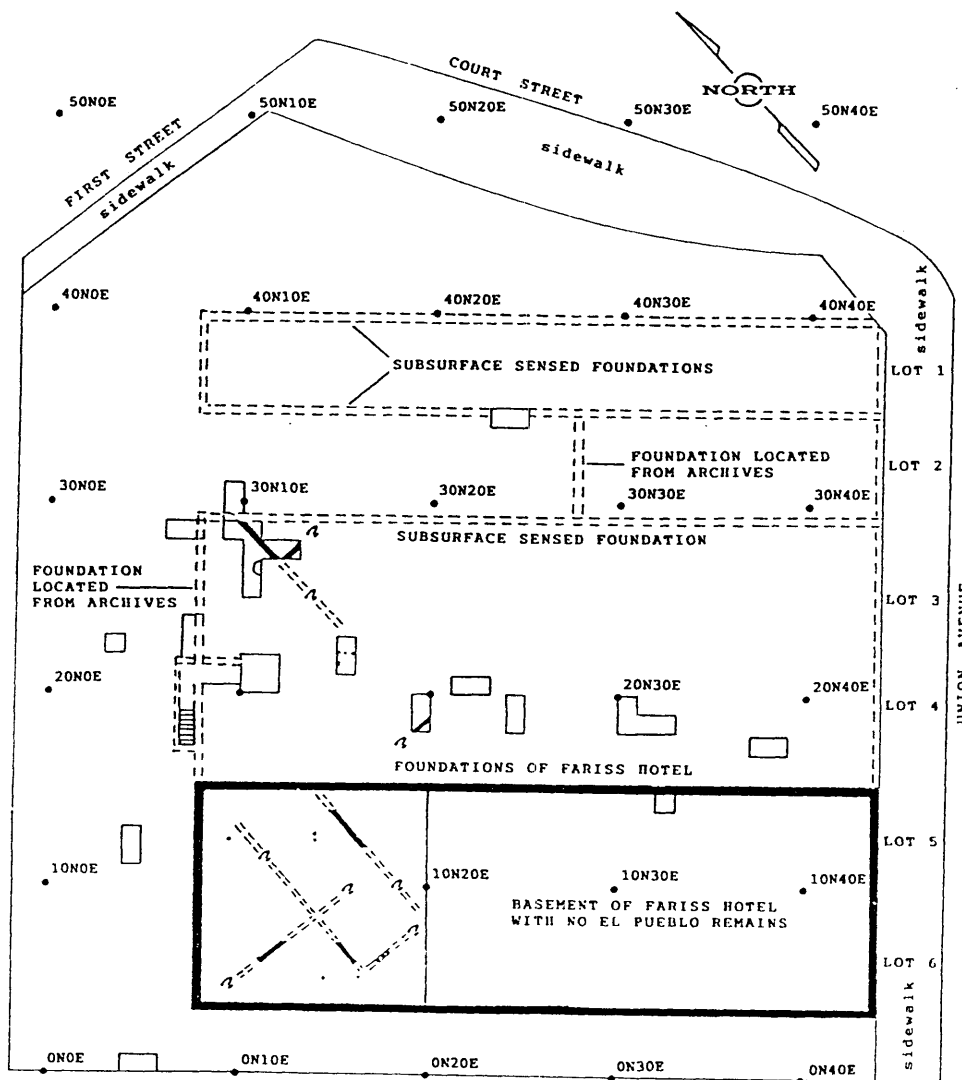 COURT STREET
NORTH
50N0E
50N10E
50N20E
50N30E
50N40E
FIRST STREET
sidewalk
sidewalk
40N0E
40N10E
40N20E
40N30E
40N40E
sidewalk
SUBSURFACE SENSED FOUNDATIONS
LOT 1
FOUNDATION LOCATED
FROM ARCHIVES
LOT 2
30N0E
30N10E
30N20E
30N30E
30N40E
SUBSURFACE SENSED FOUNDATION
FOUNDATION
LOCATED
FROM ARCHIVES
LOT 3
UNION AVENUE
20N0E
20N30E
20N40E
LOT 4
FOUNDATIONS OF FARISS HOTEL
LOT 5
10N0E
10N20E
10N30E
10N40E
BASEMENT OF FARISS HOTEL
WITH NO EL PUEBLO REMAINS
LOT 6
sidewalk
0N0E
0N10E
0N20E
0N30E
0N40E